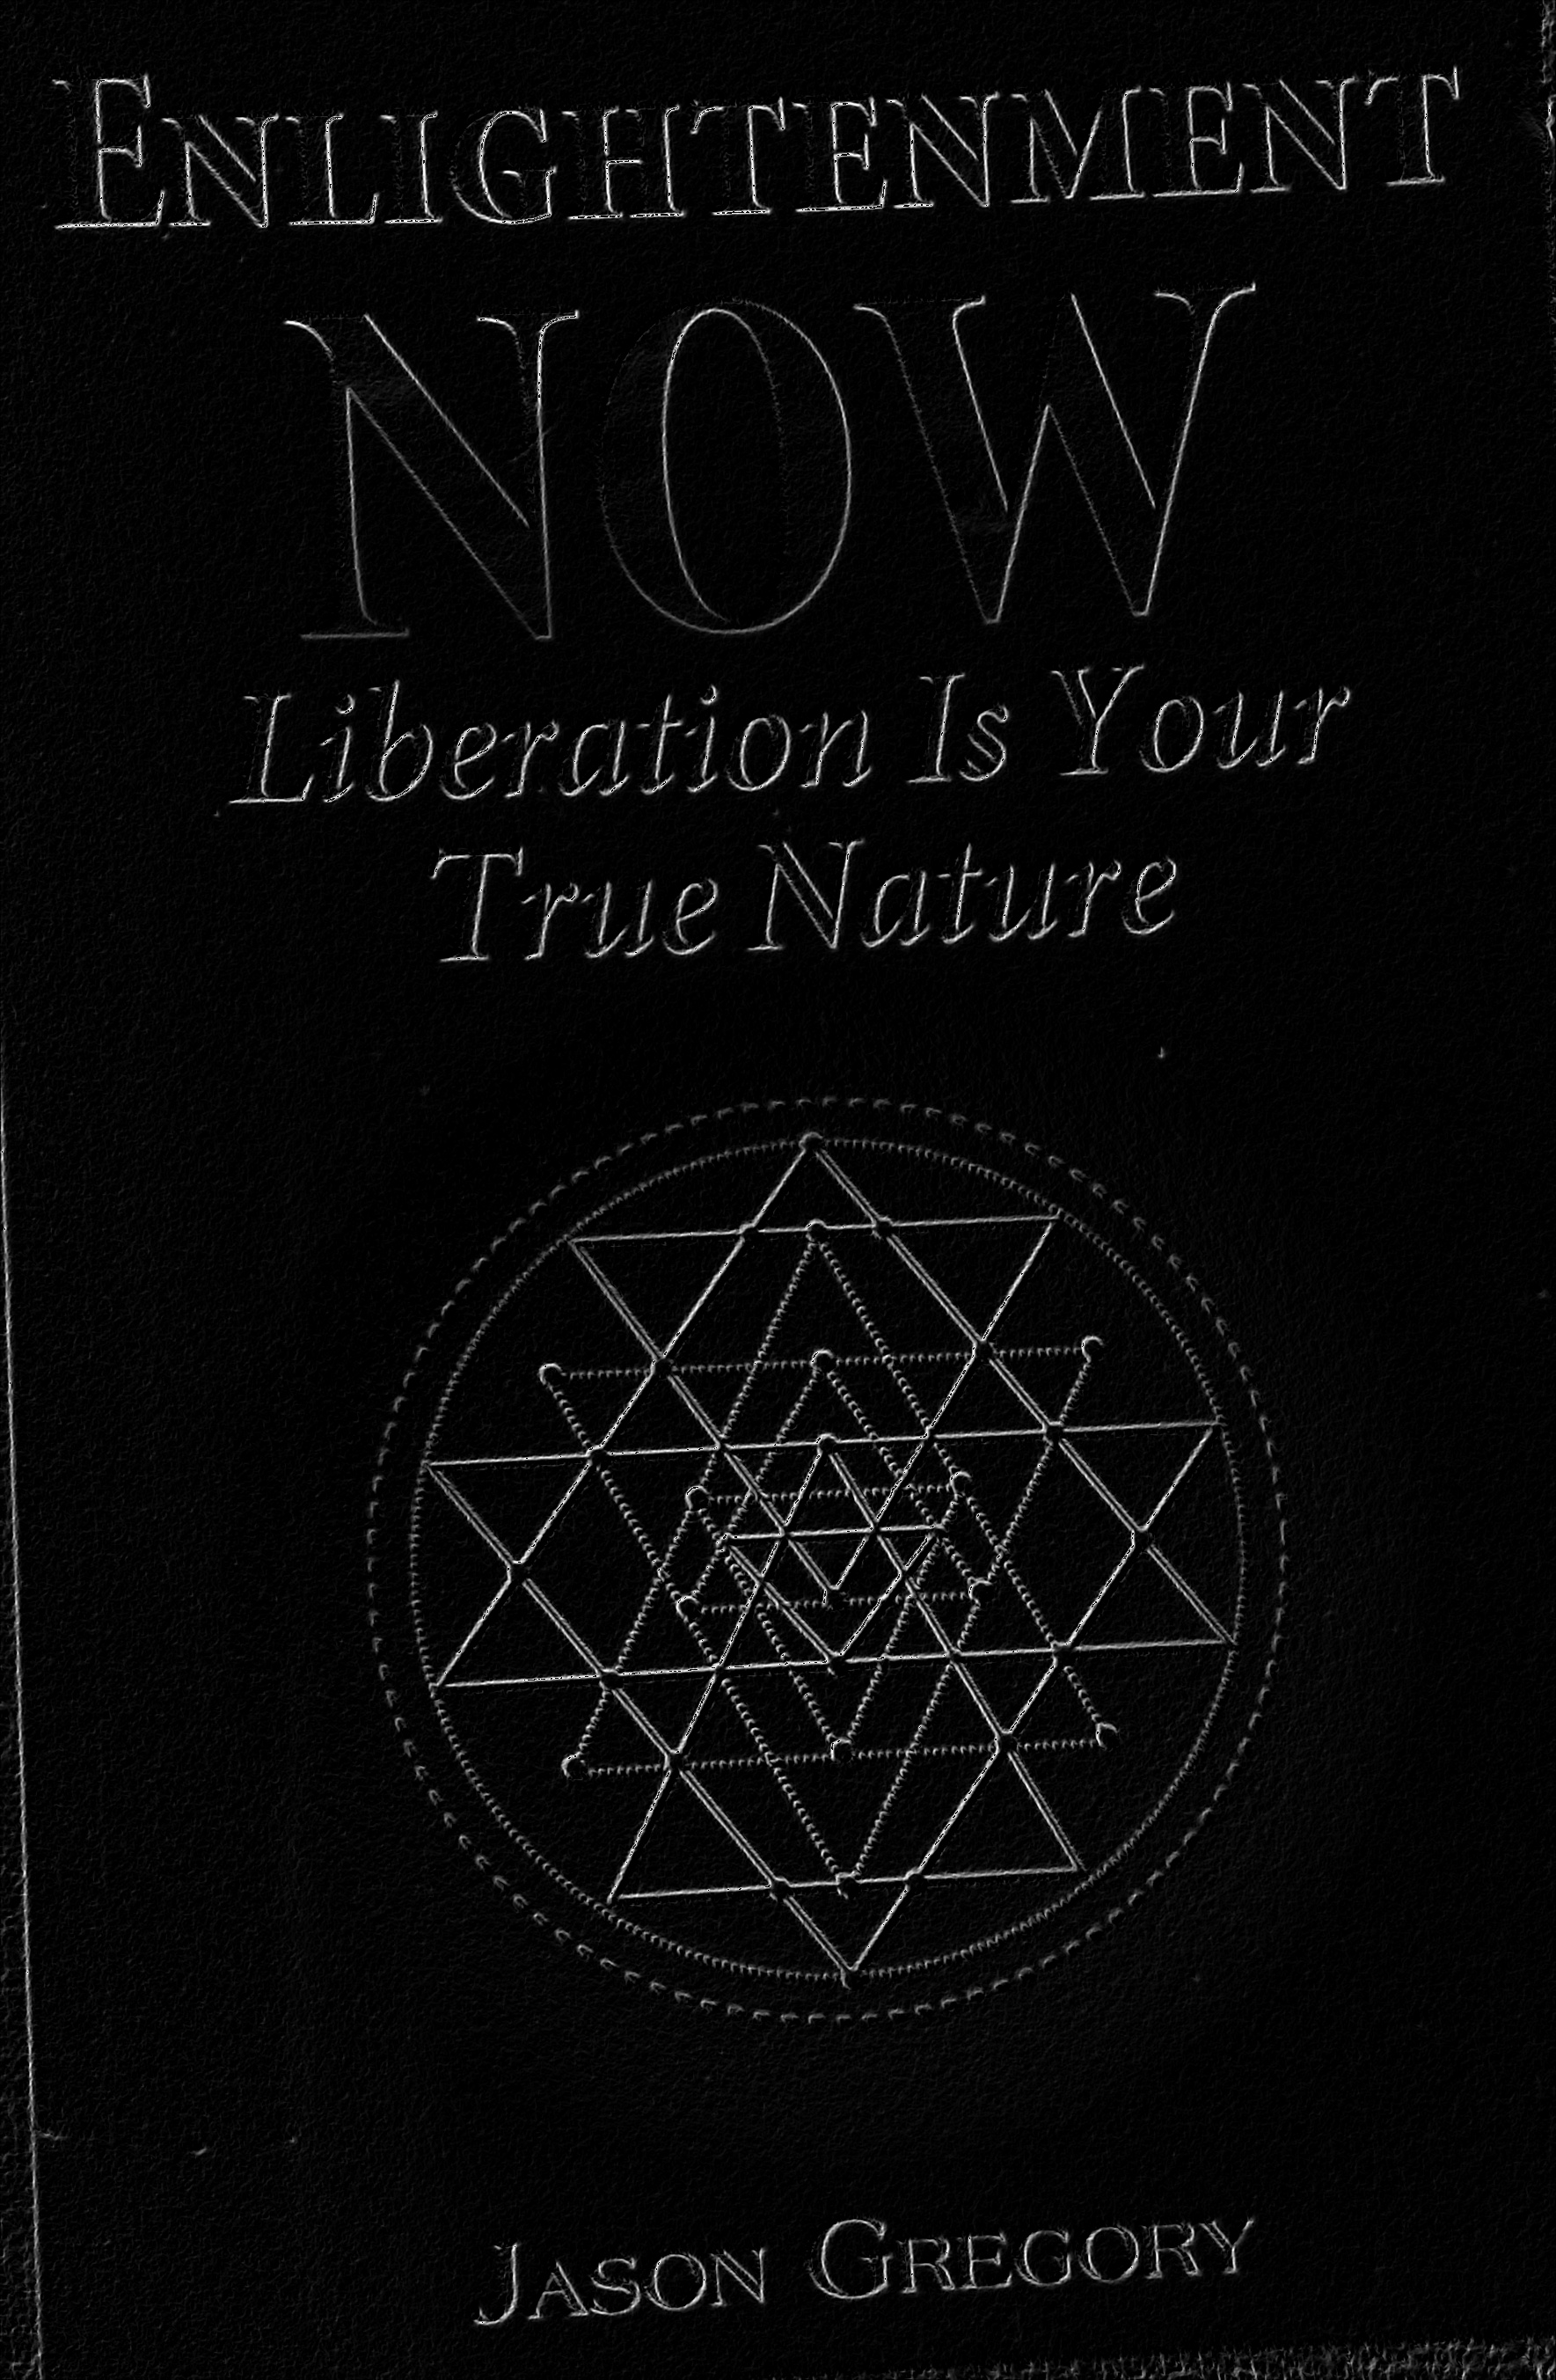 ENLIGHTENMENT
NOW
Liberation Is Your
True Nature
JASON GREGORY